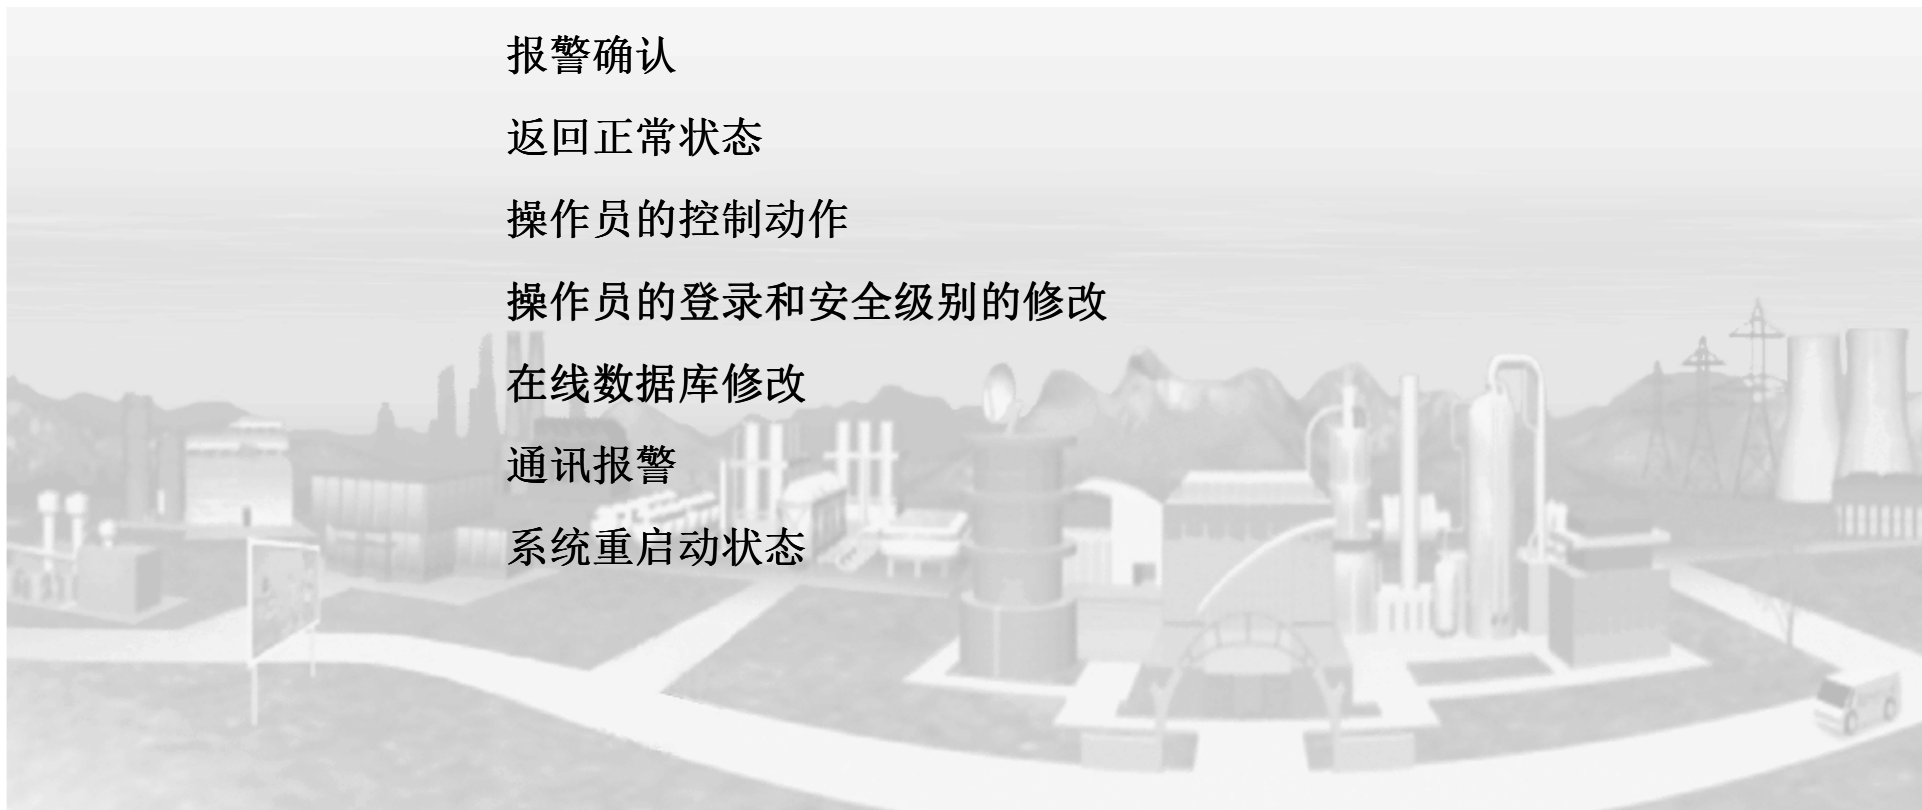 报警确认
返回正常状态
操作员的控制动作
操作员的登录和安全级别的修改
在线数据库修改
通讯报警
系统重启动状态